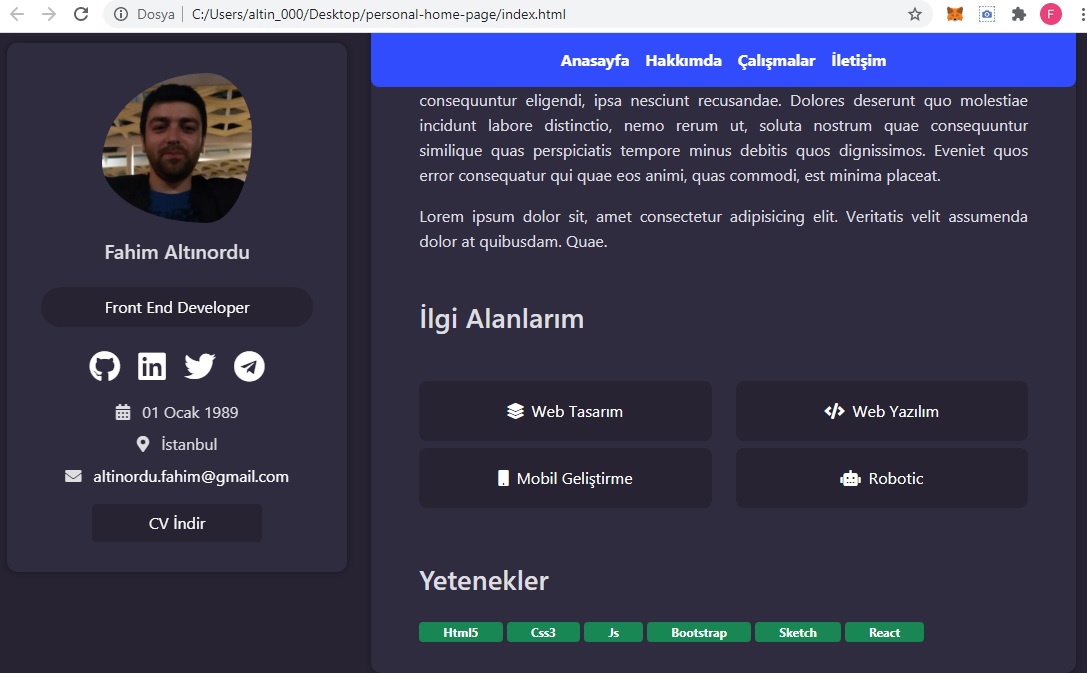 Dosya
C:/Users/altin_000/Desktop/personal-home-page/index.html
F
Fahim Altınordu
Front End Developer
in
01 Ocak 1989
İstanbul
altinordu.fahim@gmail.com
CV İndir
Anasayfa Hakkımda Çalışmalar İletişim
consequuntur eligendi, ipsa nesciunt recusandae. Dolores deserunt quo molestiae
incidunt labore distinctio, nemo rerum ut, soluta nostrum quae consequuntur
similique quas perspiciatis tempore minus debitis quos dignissimos. Eveniet quos
error consequatur qui quae eos animi, quas commodi, est minima placeat.
Lorem ipsum dolor sit, amet consectetur adipisicing elit. Veritatis velit assumenda
dolor at quibusdam. Quae.
İlgi Alanlarım
Web Tasarım
Web Yazılım
Mobil Geliştirme
Robotic
Yetenekler
Html5 Css3 Js Bootstrap Sketch React